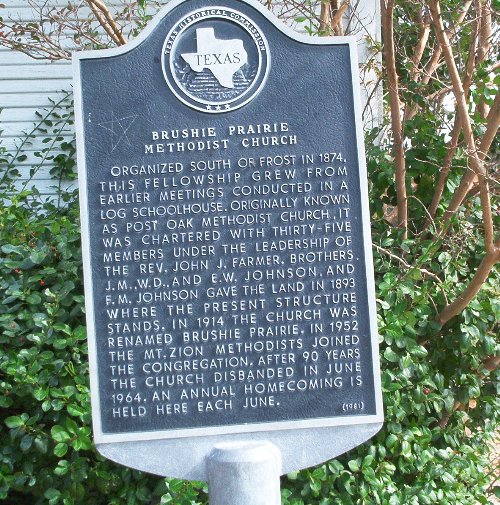 TEXAS HISTORICAL COMMISSION
TEXAS
BRUSHIE PRAIRIE
METHODIST CHURCH
ORGANIZED SOUTH OF FROST IN 1874,
THIS FELLOWSHIP GREW FROM
EARLIER MEETINGS CONDUCTED IN A
LOG SCHOOLHOUSE. ORIGINALLY KNOWN
AS POST OAK METHODIST CHURCH, IT
WAS CHARTERED WITH THIRTY-FIVE
MEMBERS UNDER THE LEADERSHIP OF
THE REV. JOHN J. FARMER. BROTHERS,
J.M., W.D., AND E.W. JOHNSON, AND
F.M. JOHNSON GAVE THE LAND IN 1893
WHERE THE PRESENT STRUCTURE
STANDS. IN 1914 THE CHURCH WAS
RENAMED BRUSHIE PRAIRIE. IN 1952
THE MT. ZION METHODISTS JOINED
THE CONGREGATION. AFTER 90 YEARS
THE CHURCH DISBANDED IN JUNE
1964. AN ANNUAL HOMECOMING IS
HELD HERE EACH JUNE.
(1981)